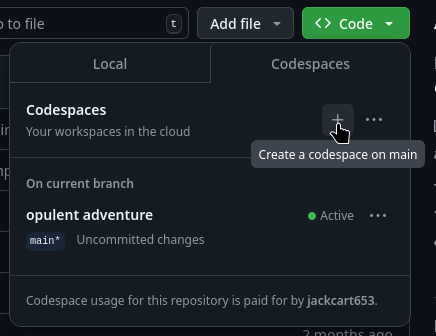 to file
t
Add file
<> Code
Local
Codespaces
Codespaces
Your workspaces in the cloud
Create a codespace on main
On current branch
opulent adventure
Active
main*
Uncommitted changes
Codespace usage for this repository is paid for by jackcart653.
2 months ago